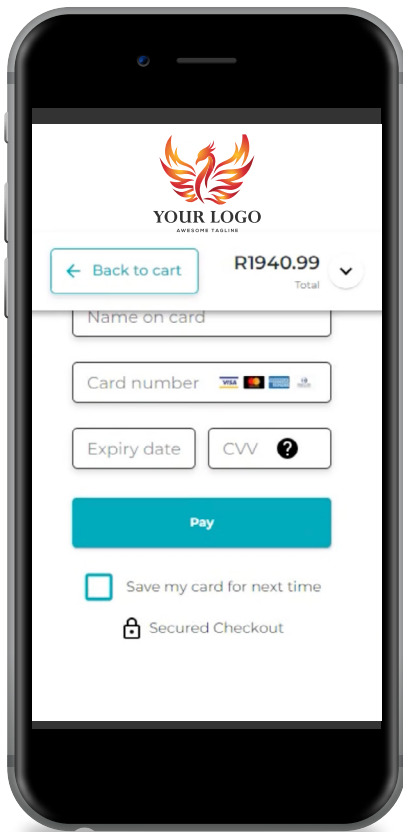 YOUR LOGO
AWESOME TAGLINE
Back to cart
R1940.99
Total
Name on card
Card number VISA
Expiry date
CVV ?
Pay
Save my card for next time
Secured Checkout